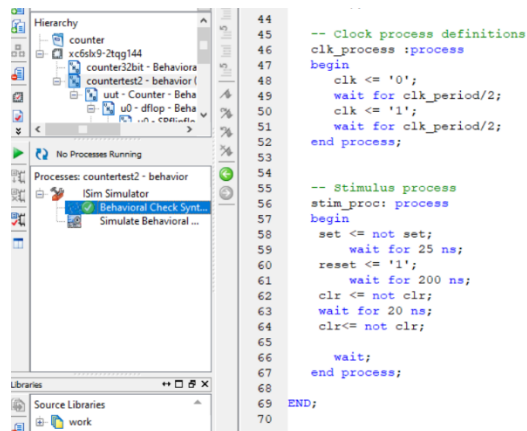 Hierarchy
counter
xc6slx9-2tqg144
counter32bit - Behaviora
countertest2 - behavior (
uut - Counter - Beha
u0 - dflop - Beha
No Processes Running
Processes: countertest2 - behavior
ISim Simulator
Behavioral Check Synt...
Simulate Behavioral ...
Libraries
Source Libraries
work
44
45 -- Clock process definitions
46 clk_process :process
47 begin
48 clk <= '0';
49 wait for clk_period/2;
50 clk <= '1';
51 wait for clk_period/2;
52 end process;
53
54
55 -- Stimulus process
56 stim_proc: process
57 begin
58 set <= not set;
59 wait for 25 ns;
60 reset <= '1';
61 wait for 200 ns;
62 clr <= not clr;
63 wait for 20 ns;
64 clr<= not clr;
65
66 wait;
67 end process;
68
69 END;
70